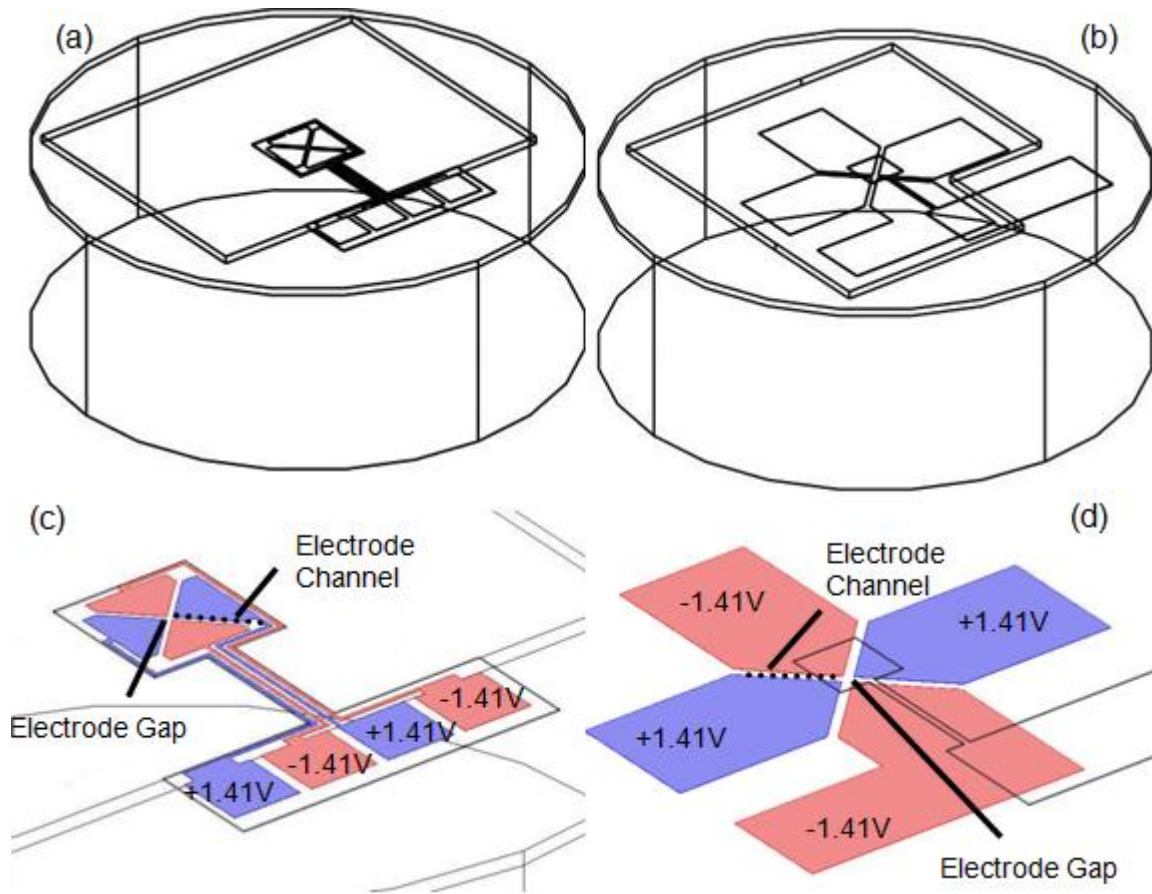 (a)
(b)
(c)
Electrode
Channel
Electrode Gap
-1.41V
+1.41V
-1.41V
+1.41V
(d)
Electrode
Channel
-1.41V
+1.41V
+1.41V
-1.41V
Electrode Gap